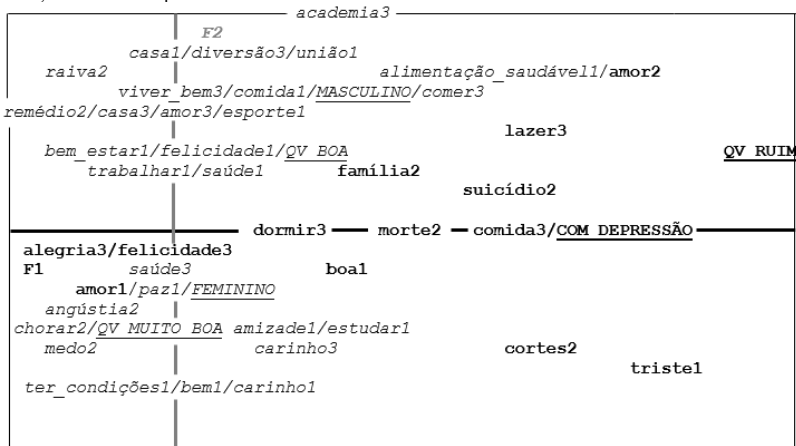 academia3
F2
casa1/diversão3/união1
raiva2 alimentação_saudável1/amor2
viver_bem3/comida1/MASCULINO/comer3
remédio2/casa3/amor3/esporte1
lazer3
bem_estar1/felicidade1/QV BOA QV RUIM
trabalhar1/saúde1 família2
suicídio2
dormir3 morte2 comida3/COM DEPRESSÃO
alegria3/felicidade3
F1 saúde3 boa1
amor1/paz1/FEMININO
angústia2
chorar2/QV MUITO BOA amizade1/estudar1
medo2 carinho3 cortes2
triste1
ter_condições1/bem1/carinho1